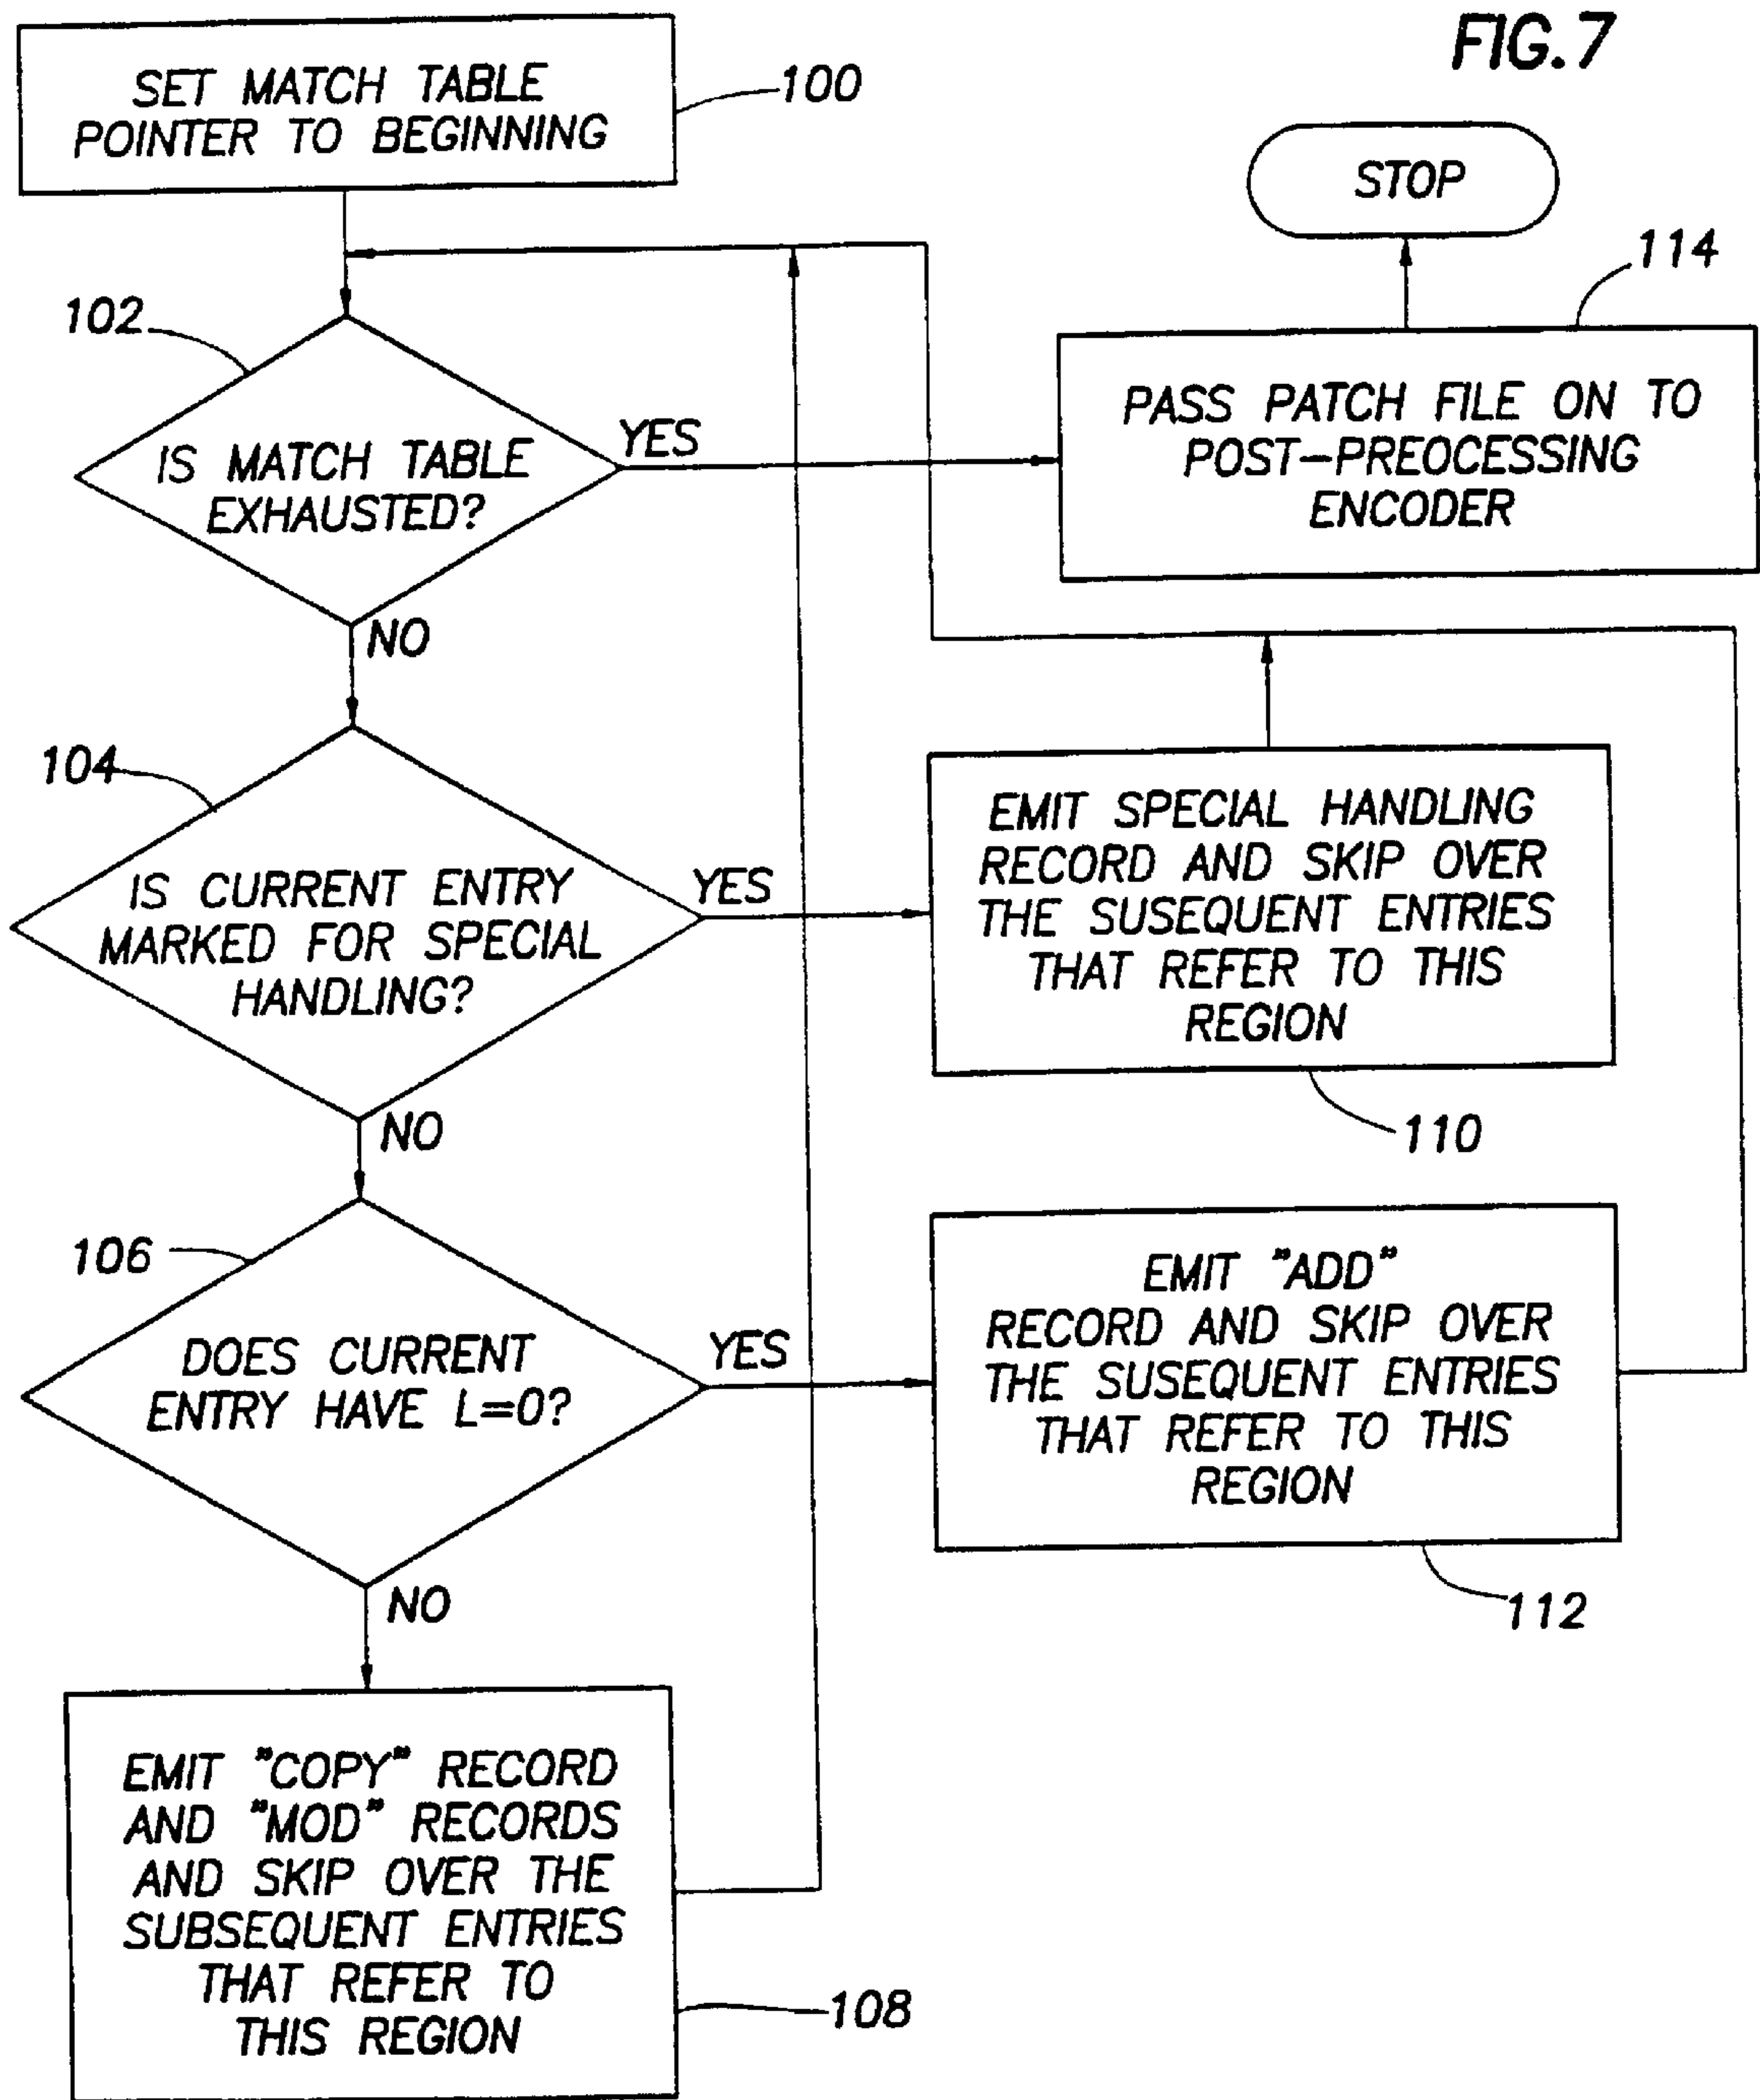 FIG.7
SET MATCH TABLE
POINTER TO BEGINNING
100
STOP
114
102
IS MATCH TABLE
EXHAUSTED?
YES
PASS PATCH FILE ON TO
POST-PREOCESSING
ENCODER
NO
104
IS CURRENT ENTRY
MARKED FOR SPECIAL
HANDLING?
YES
EMIT SPECIAL HANDLING
RECORD AND SKIP OVER
THE SUSEQUENT ENTRIES
THAT REFER TO THIS
REGION
110
NO
106
DOES CURRENT
ENTRY HAVE L=0?
YES
EMIT "ADD"
RECORD AND SKIP OVER
THE SUSEQUENT ENTRIES
THAT REFER TO THIS
REGION
112
NO
EMIT "COPY" RECORD
AND "MOD" RECORDS
AND SKIP OVER THE
SUBSEQUENT ENTRIES
THAT REFER TO
THIS REGION
108